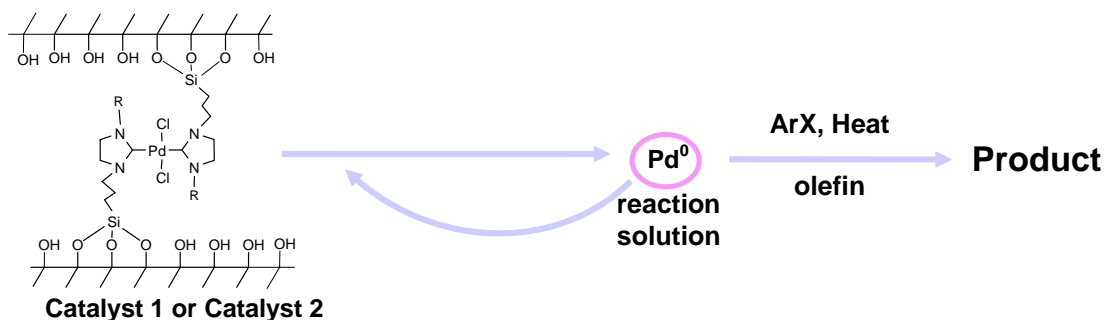 OH OH OH OH O O O OH
Si
R
N Cl N
Pd
N Cl N
R
Si
OH O O O OH OH OH OH
Catalyst 1 or Catalyst 2
Pd⁰
reaction
solution
ArX, Heat
olefin
Product